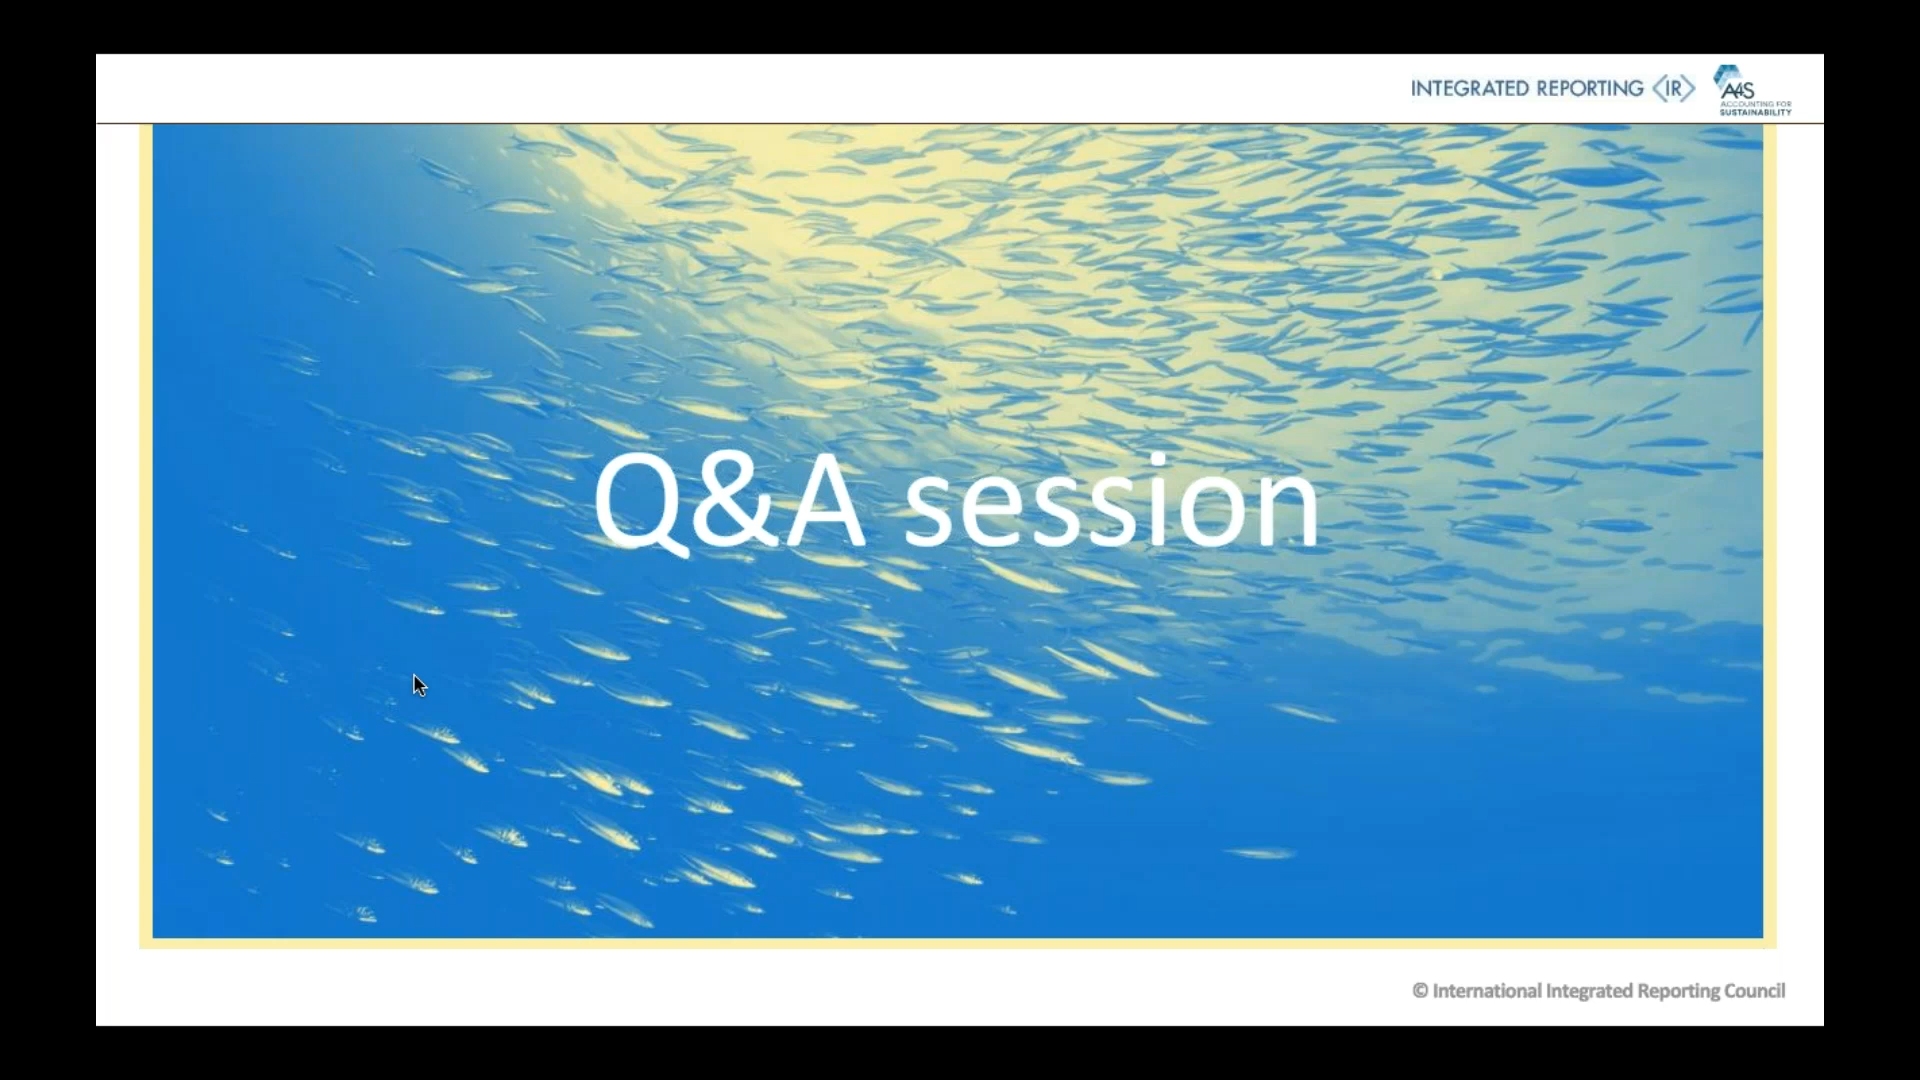 INTEGRATED REPORTING <IR>
A4S
ACCOUNTING FOR
SUSTAINABILITY
Q&A session
© International Integrated Reporting Council